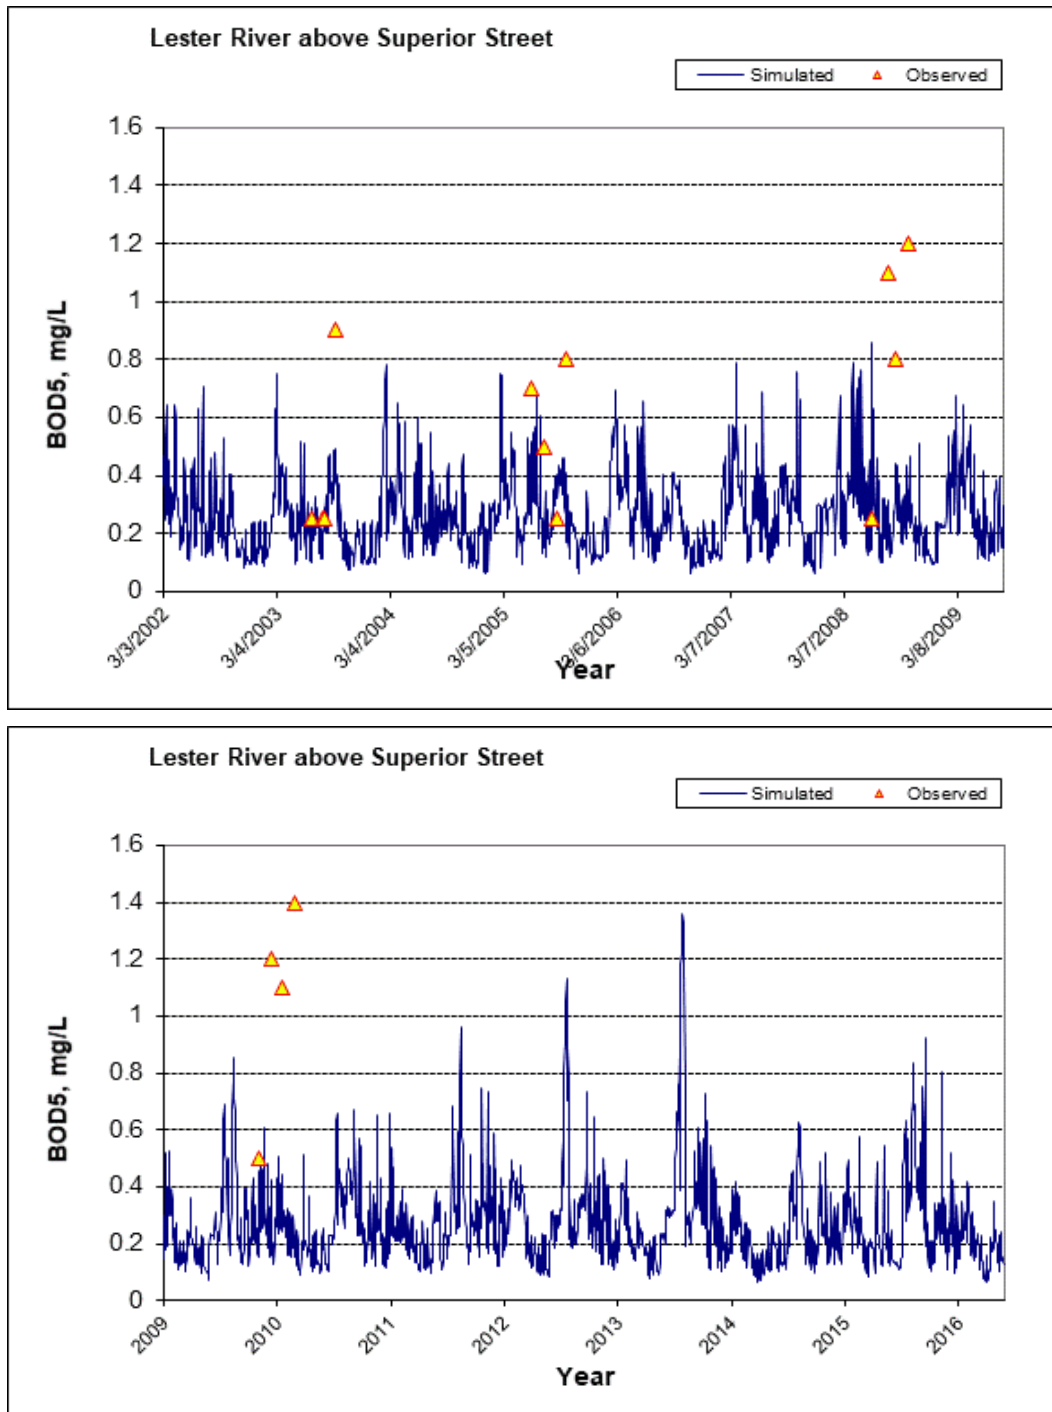 Lester River above Superior Street
Simulated Observed
1.6
1.4
1.2
1
0.8
0.6
0.4
0.2
0
BOD5, mg/L
3/3/2002 3/4/2003 3/4/2004 3/5/2005 3/6/2006 3/7/2007 3/7/2008 3/8/2009
Year
Lester River above Superior Street
Simulated Observed
1.6
1.4
1.2
1
0.8
0.6
0.4
0.2
0
BOD5, mg/L
2009 2010 2011 2012 2013 2014 2015 2016
Year